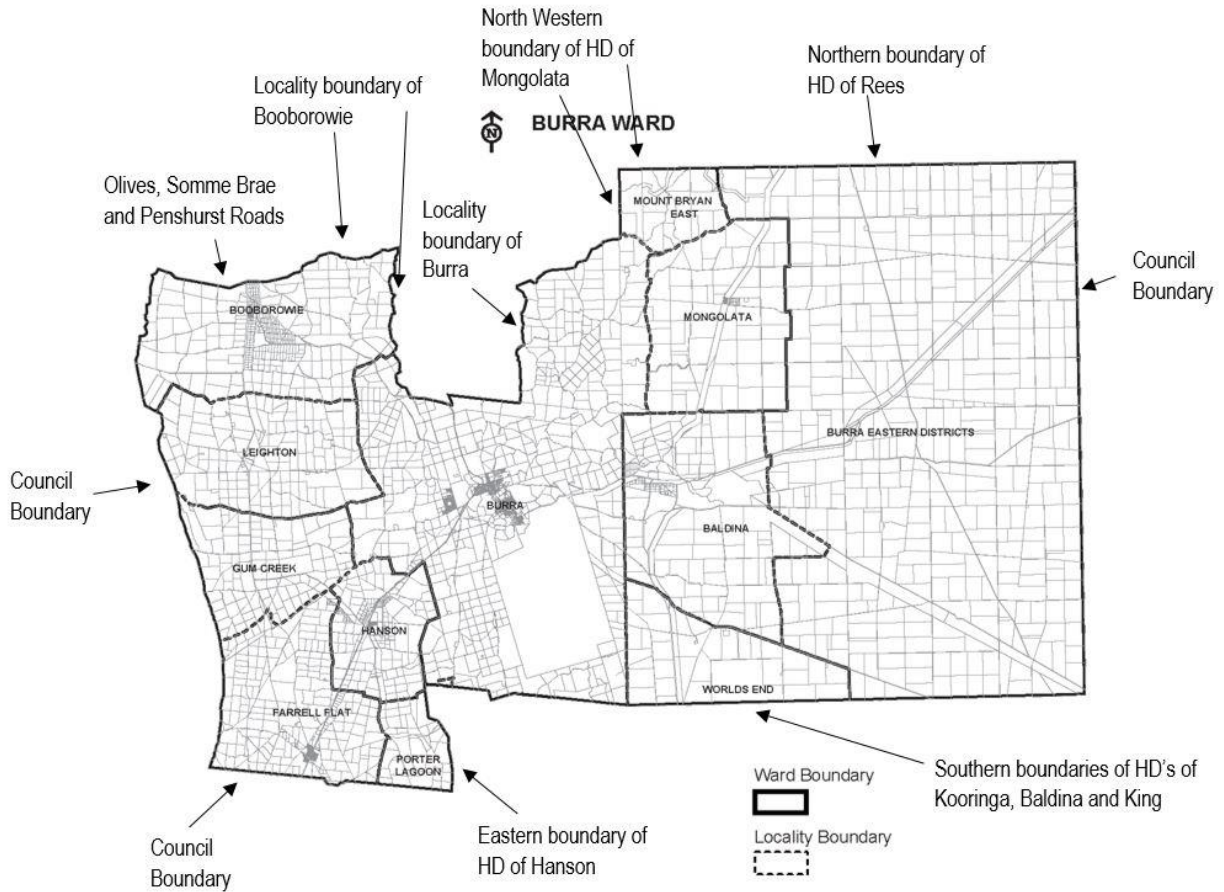 North Western
boundary of HD of
Mongolata
Northern boundary of
HD of Rees
Locality boundary of
Booborowie
N
BURRA WARD
Olives, Somme Brae
and Penshurst Roads
Locality
boundary of
Burra
MOUNT BRYAN
EAST
Council
Boundary
BOOBOROWIE
MONGOLATA
LEIGHTON
BURRA EASTERN DISTRICTS
Council
Boundary
BURRA
BALDINA
GUM CREEK
HANSON
WORLDS END
FARRELL FLAT
PORTER
LAGOON
Ward Boundary
Southern boundaries of HD's of
Kooringa, Baldina and King
Locality Boundary
Eastern boundary of
HD of Hanson
Council
Boundary